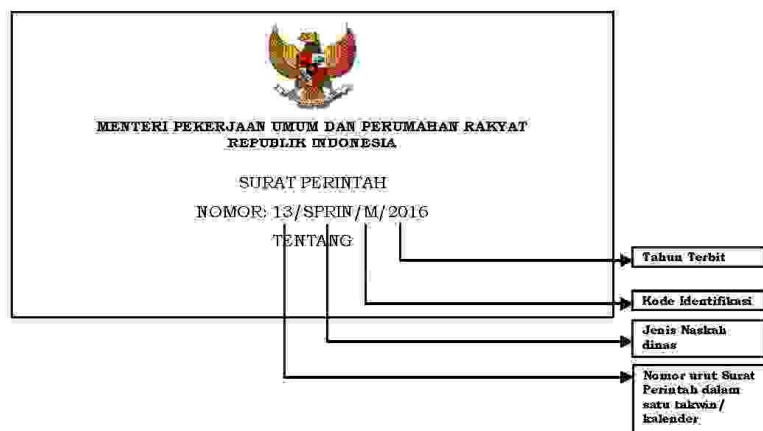 MENTERI PEKERJAAN UMUM DAN PERUMAHAN RAKYAT
REPUBLIK INDONESIA
SURAT PERINTAH
NOMOR: 13/SPRIN/M/2016
TENTANG
Tahun Terbit
Kode Identifikasi
Jenis Naskah
dinas
Nomor urut Surat
Perintah dalam
satu takwin/
kalender